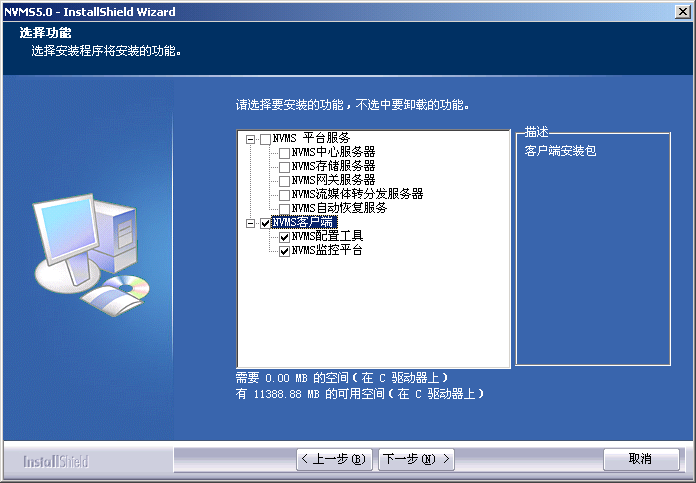 NVMS5.0 - InstallShield Wizard
选择功能
选择安装程序将安装的功能。
请选择要安装的功能，不选中要卸载的功能。
NVMS 平台服务
NVMS中心服务器
NVMS存储服务器
NVMS网关服务器
NVMS流媒体转分发服务器
NVMS自动恢复服务
NVMS客户端
NVMS配置工具
NVMS监控平台
描述
客户端安装包
需要 0.00 MB 的空间(在 C 驱动器上)
有 11388.88 MB 的可用空间(在 C 驱动器上)
InstallShield
< 上一步(B) 下一步(N) > 取消